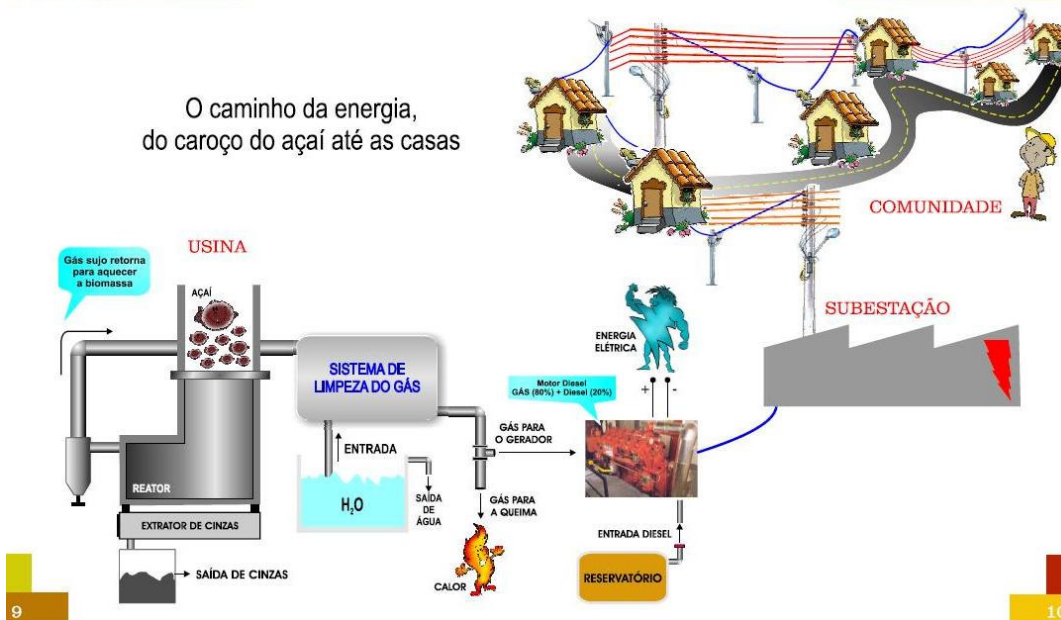 O caminho da energia,
do caroço do açaí até as casas
COMUNIDADE
USINA
Gás sujo retorna
para aquecer
a biomassa
AÇAÍ
SISTEMA DE
LIMPEZA DO GÁS
ENTRADA
H₂O
SAÍDA
DE
ÁGUA
REATOR
EXTRATOR DE CINZAS
SAÍDA DE CINZAS
GÁS PARA
O GERADOR
GÁS PARA
A QUEIMA
CALOR
ENERGIA
ELÉTRICA
+ -
Motor Diesel
GÁS (80%) + Diesel (20%)
ENTRADA DIESEL
RESERVATÓRIO
SUBESTAÇÃO
9
10